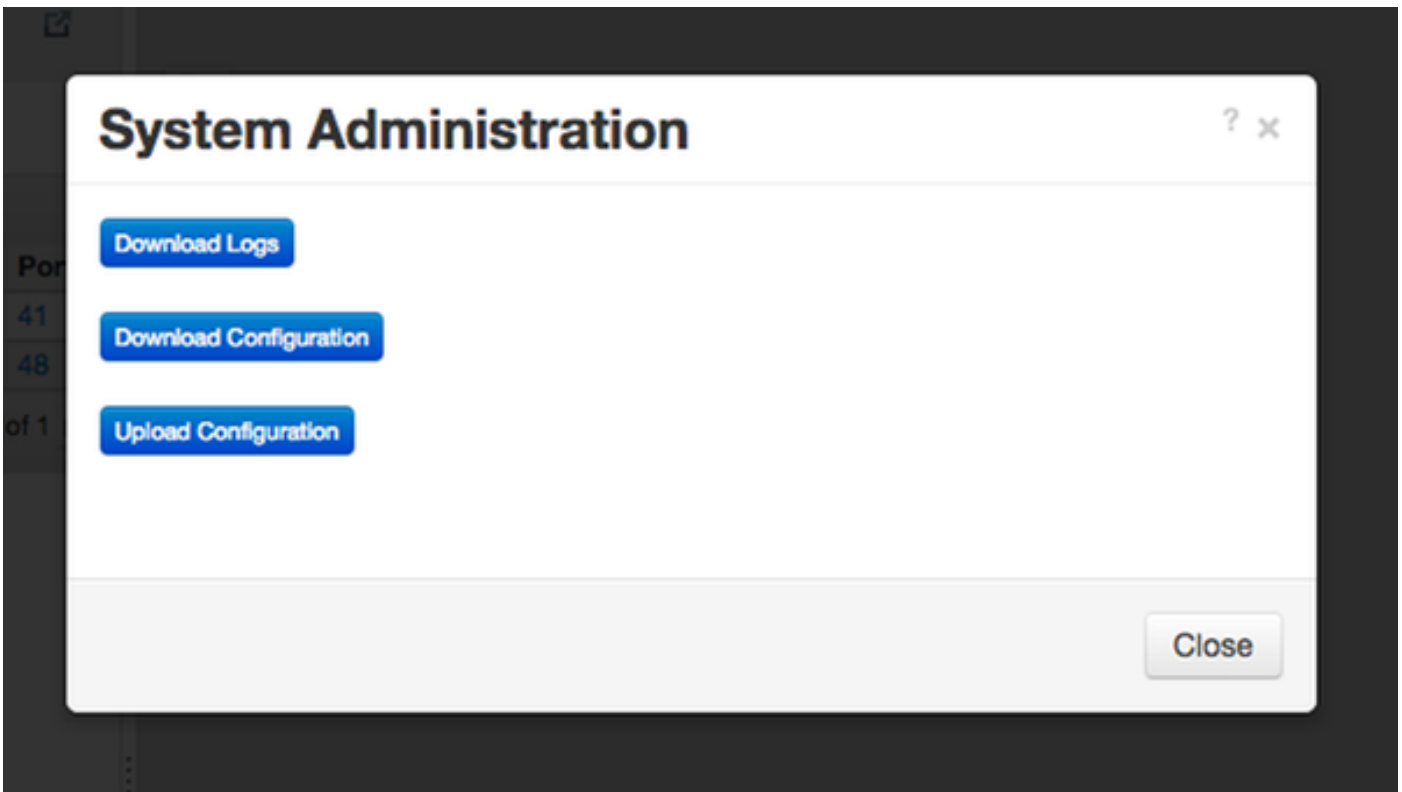 System Administration
? ×
Download Logs
Por
41
Download Configuration
48
Upload Configuration
of 1
Close